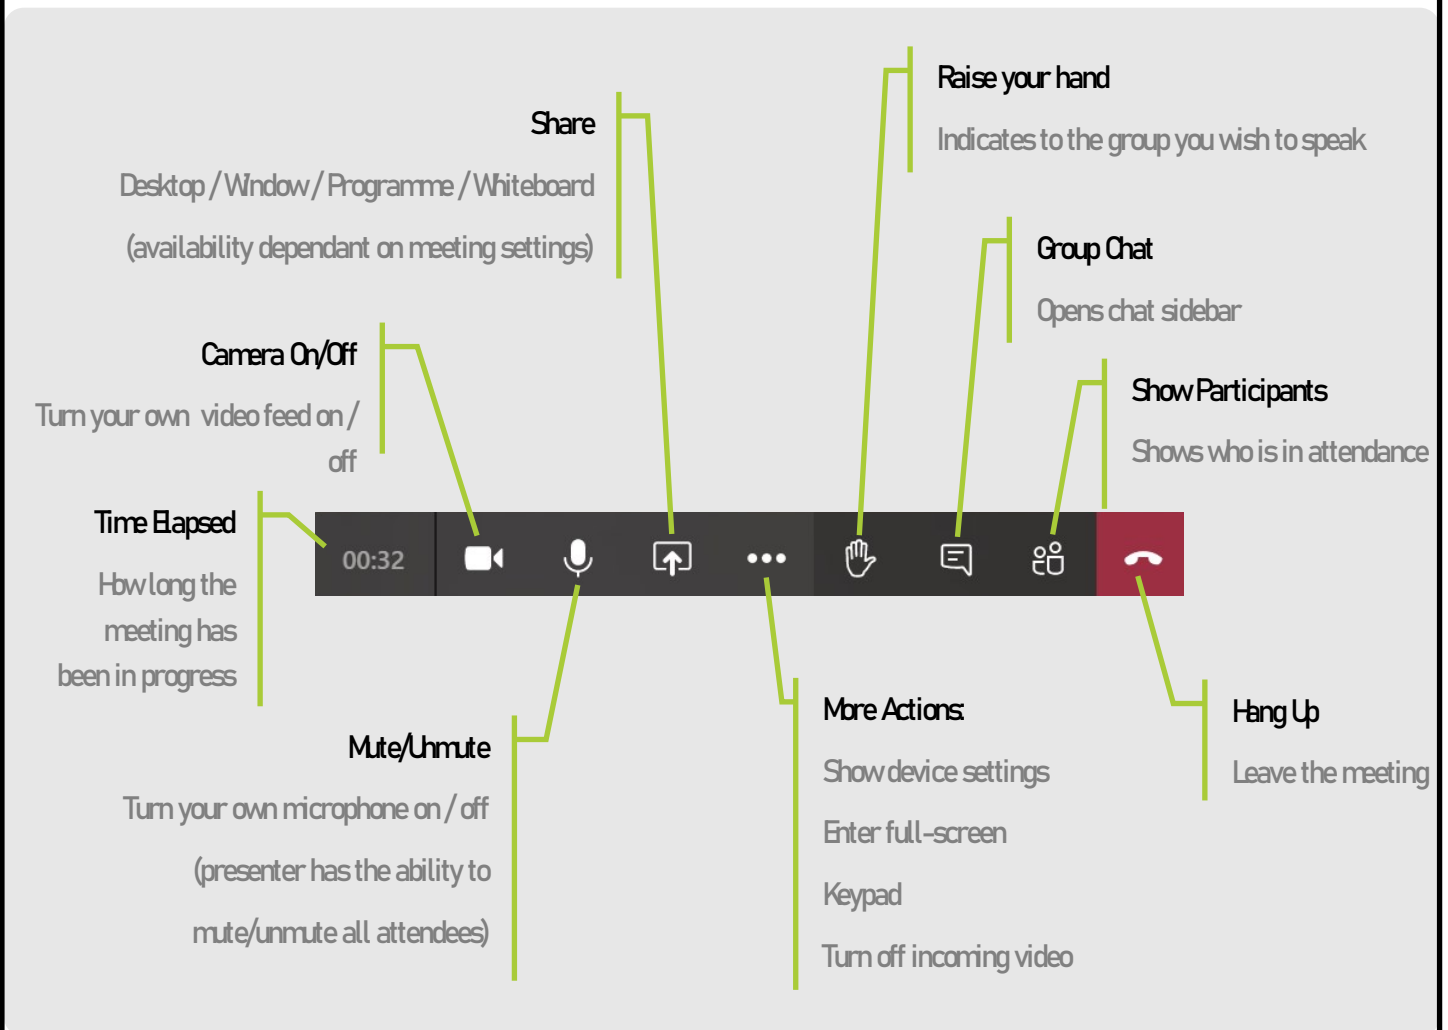 Raise your hand
Indicates to the group you wish to speak
Share
Desktop / Window / Programme / Whiteboard
(availability dependant on meeting settings)
Group Chat
Opens chat sidebar
Camera On/Off
Turn your own video feed on /
off
Show Participants
Shows who is in attendance
Time Elapsed
How long the
meeting has
been in progress
00:32
Mute/Unmute
Turn your own microphone on / off
(presenter has the ability to
mute/unmute all attendees)
More Actions:
Show device settings
Enter full-screen
Keypad
Turn off incoming video
Hang Up
Leave the meeting